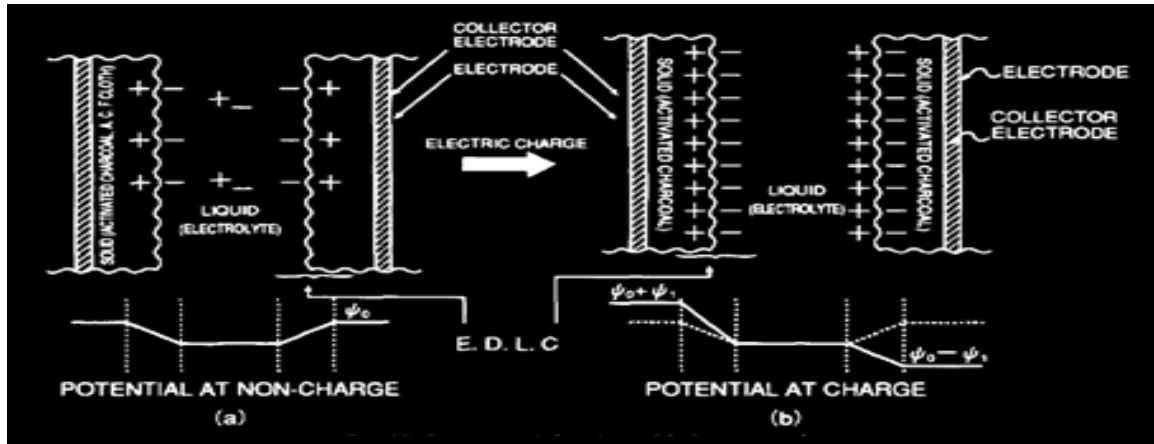 COLLECTOR
ELECTRODE
ELECTRODE
SOLID (ACTIVATED CHARCOAL A. C. F. CLOTH)
+ − + − − +
+ − − +
+ − + − − +
LIQUID
(ELECTROLYTE)
ELECTRIC CHARGE
SOLID (ACTIVATED CHARCOAL)
+ − + −
+ − + −
+ − + −
+ − + −
+ − + −
+ − + −
+ − + −
+ − + −
+ − + −
LIQUID
(ELECTROLYTE)
SOLID (ACTIVATED CHARCOAL)
ELECTRODE
COLLECTOR
ELECTRODE
ψ₀
E. D. L. C
ψ₀+ψ₁
ψ₀−ψ₁
POTENTIAL AT NON-CHARGE
(a)
POTENTIAL AT CHARGE
(b)